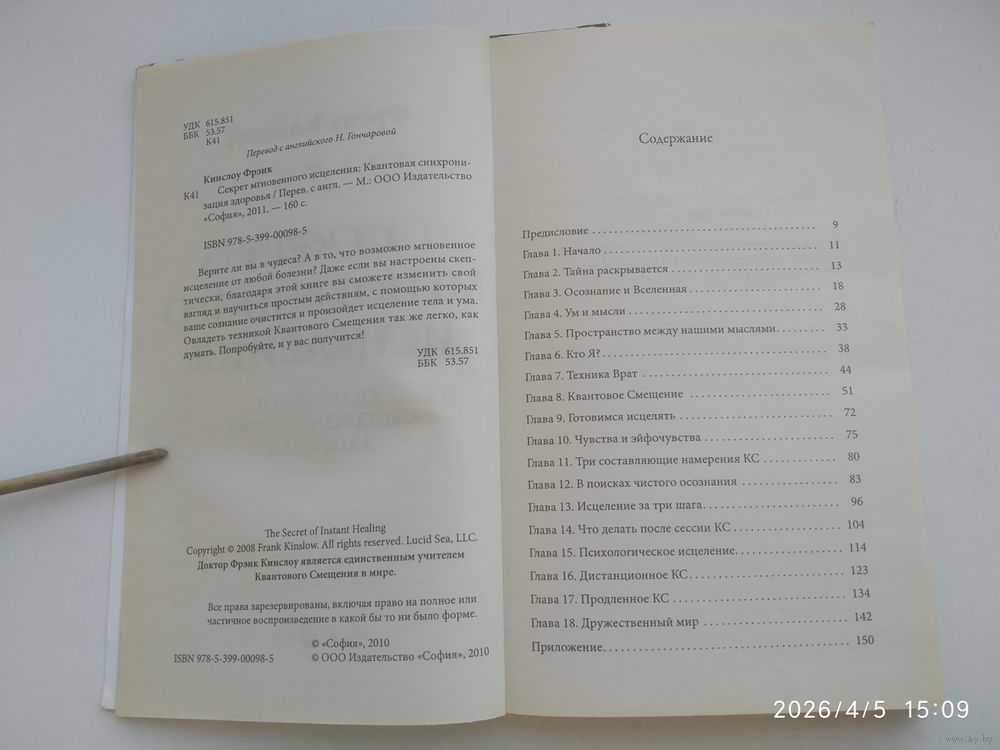 УДК 615.851
ББК 53.57
К41
Перевод с английского Н. Гончаровой
Кинслоу Фрэнк
К41 Секрет мгновенного исцеления: Квантовая синхрони-
зация здоровья / Перев. с англ. — М.: ООО Издательство
«София», 2011. — 160 с.
ISBN 978-5-399-00098-5
Верите ли вы в чудеса? А в то, что возможно мгновенное
исцеление от любой болезни? Даже если вы настроены скеп-
тически, благодаря этой книге вы сможете изменить свой
взгляд и научиться простым действиям, с помощью которых
ваше сознание очистится и произойдет исцеление тела и ума.
Овладеть техникой Квантового Смещения так же легко, как
думать. Попробуйте, и у вас получится!
УДК 615.851
ББК 53.57
The Secret of Instant Healing
Copyright © 2008 Frank Kinslow. All rights reserved. Lucid Sea, LLC.
Доктор Фрэнк Кинслоу является единственным учителем
Квантового Смещения в мире.
Все права зарезервированы, включая право на полное или
частичное воспроизведение в какой бы то ни было форме.
© «София», 2010
ISBN 978-5-399-00098-5 © ООО Издательство «София», 2010
Содержание
Предисловие . . . . . . . . . . . . . . . . . . . . 9
Глава 1. Начало . . . . . . . . . . . . . . . . . . . . 11
Глава 2. Тайна раскрывается . . . . . . . . . . . . . . . . 13
Глава 3. Осознание и Вселенная . . . . . . . . . . . . . . 18
Глава 4. Ум и мысли . . . . . . . . . . . . . . . . . . . 28
Глава 5. Пространство между нашими мыслями. . . . . . . . 33
Глава 6. Кто Я?. . . . . . . . . . . . . . . . . . . . . 38
Глава 7. Техника Врат . . . . . . . . . . . . . . . . . . 44
Глава 8. Квантовое Смещение . . . . . . . . . . . . . . . 51
Глава 9. Готовимся исцелять . . . . . . . . . . . . . . . 72
Глава 10. Чувства и эйфочувства . . . . . . . . . . . . . 75
Глава 11. Три составляющие намерения КС . . . . . . . . . 80
Глава 12. В поисках чистого осознания . . . . . . . . . . . 83
Глава 13. Исцеление за три шага. . . . . . . . . . . . . . 96
Глава 14. Что делать после сессии КС . . . . . . . . . . . 104
Глава 15. Психологическое исцеление. . . . . . . . . . . . 114
Глава 16. Дистанционное КС. . . . . . . . . . . . . . . . 123
Глава 17. Продленное КС . . . . . . . . . . . . . . . . . 134
Глава 18. Дружественный мир . . . . . . . . . . . . . . . 142
Приложение. . . . . . . . . . . . . . . . . . . . . . . 150
2026/4/5 15:09
www.ay.by